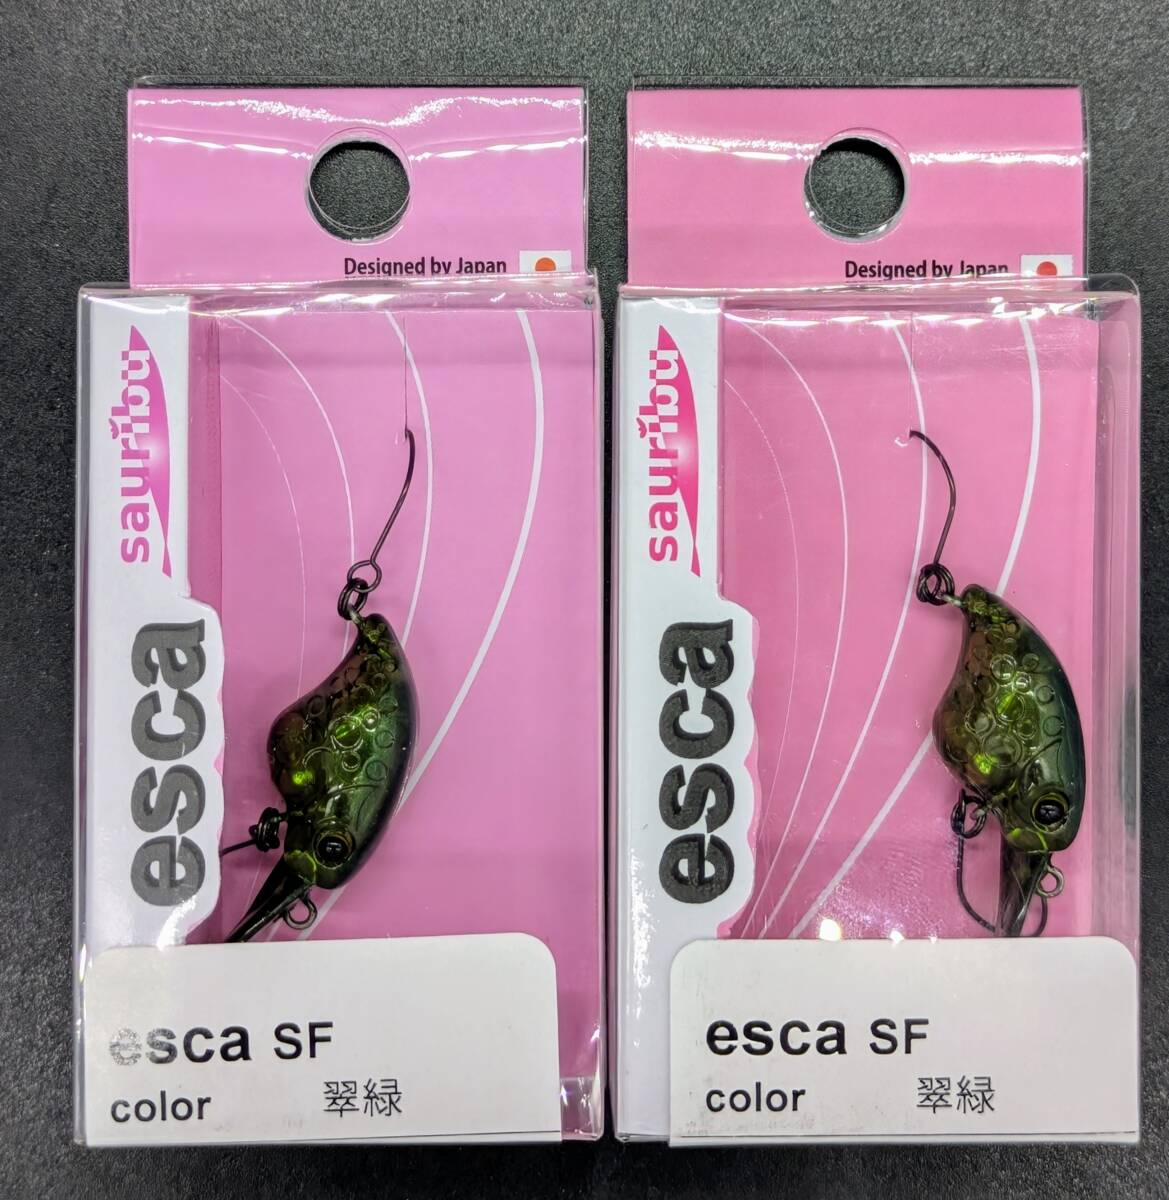 Designed by Japan
sauribu
esca
esca SF
color 翠緑
Designed by Japan
sauribu
esca
esca SF
color 翠緑